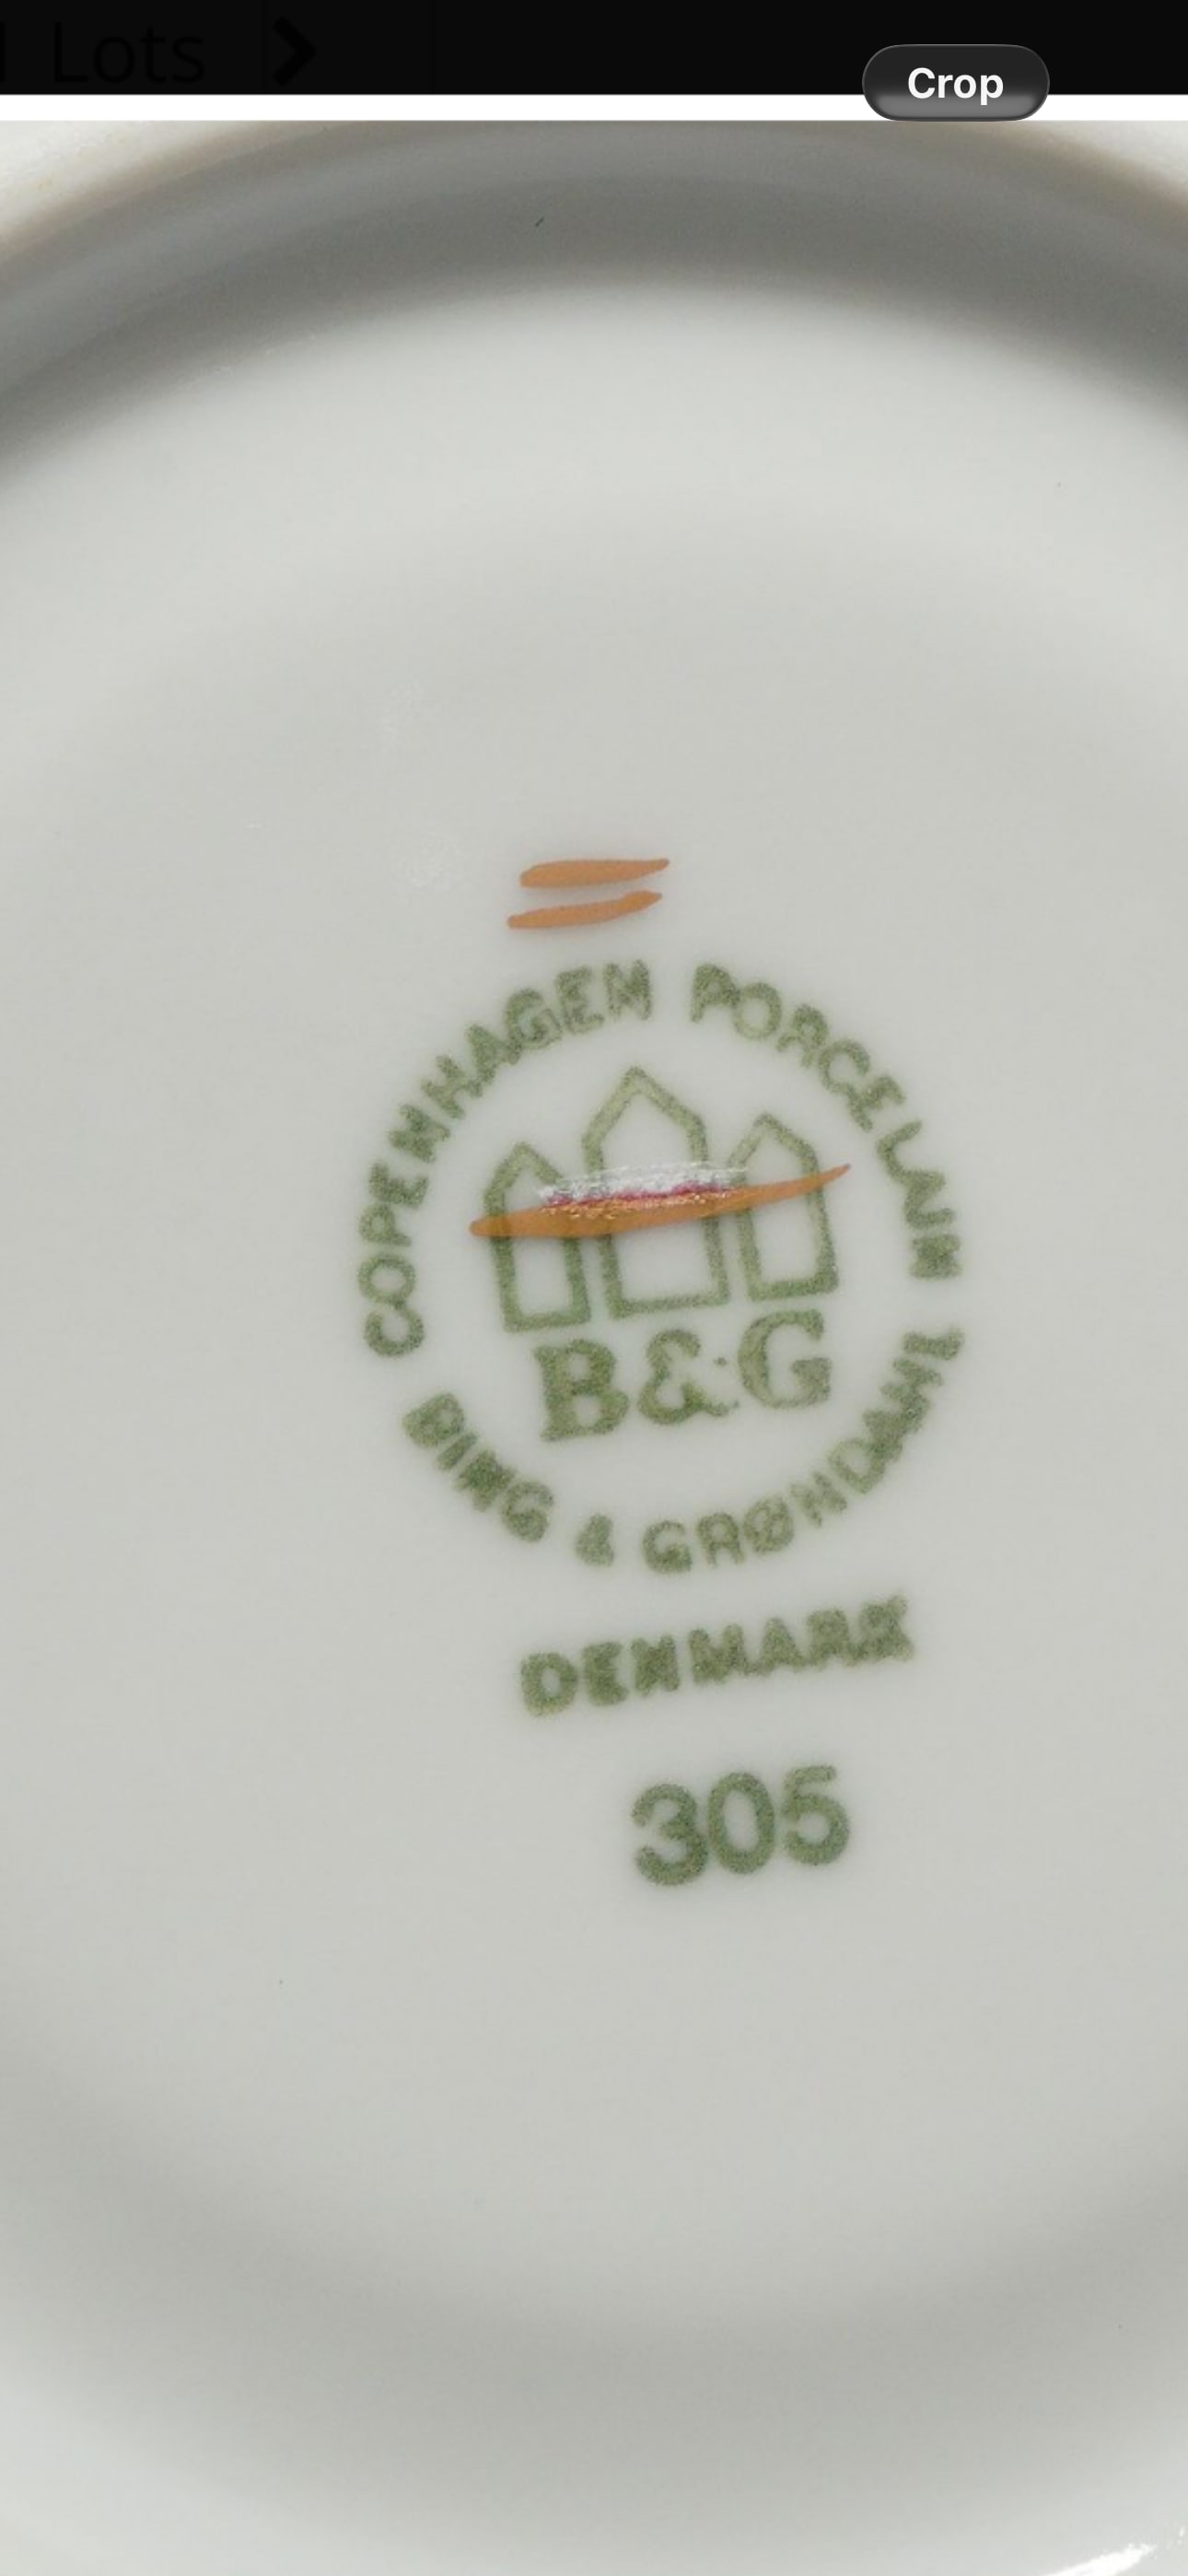 Lots
Crop
COPENHAGEN PORCELAIN
B&G
BING & GRØNDAHL
DENMARK
305